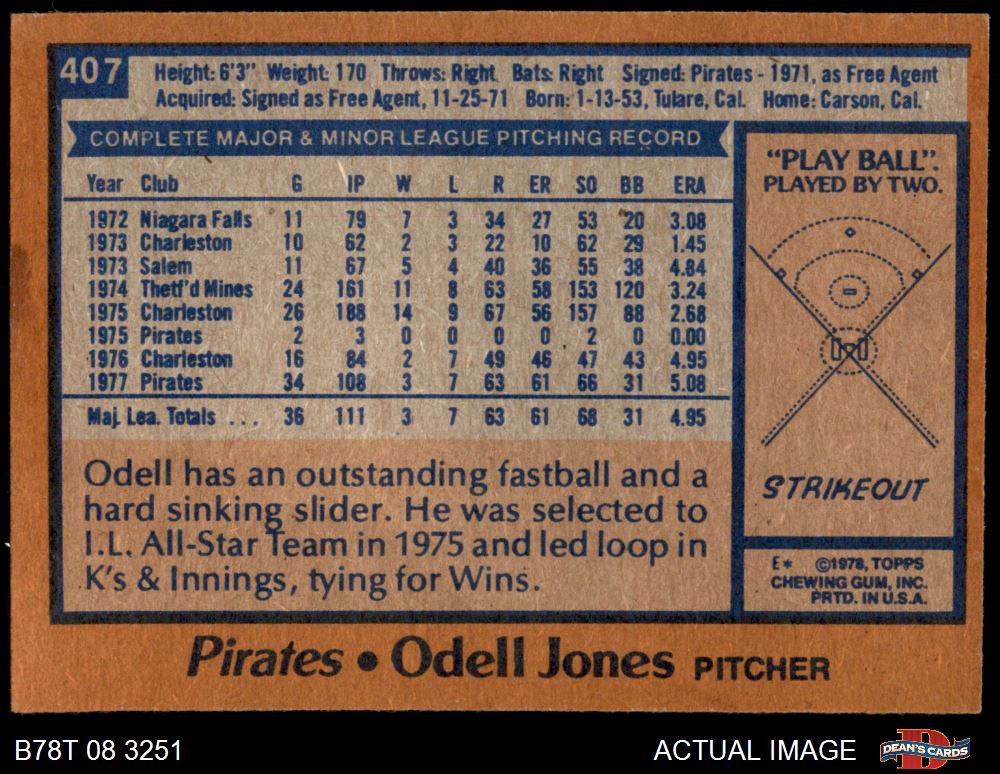 407
Height: 6'3" Weight: 170 Throws: Right Bats: Right Signed: Pirates - 1971, as Free Agent
Acquired: Signed as Free Agent, 11-25-71 Born: 1-13-53, Tulare, Cal. Home: Carson, Cal.
COMPLETE MAJOR & MINOR LEAGUE PITCHING RECORD
Year Club G IP W L R ER SO BB ERA
1972 Niagara Falls 11 79 7 3 34 27 53 20 3.08
1973 Charleston 10 62 2 3 22 10 62 29 1.45
1973 Salem 11 67 5 4 40 36 55 38 4.84
1974 Thetf'd Mines 24 161 11 8 63 58 153 120 3.24
1975 Charleston 26 188 14 9 67 56 157 88 2.68
1975 Pirates 2 3 0 0 0 0 2 0 0.00
1976 Charleston 16 84 2 7 49 46 47 43 4.95
1977 Pirates 34 108 3 7 63 61 66 31 5.08
Maj. Lea. Totals ... 36 111 3 7 63 61 68 31 4.95
Odell has an outstanding fastball and a
hard sinking slider. He was selected to
I.L. All-Star Team in 1975 and led loop in
K's & Innings, tying for Wins.
"PLAY BALL":
PLAYED BY TWO.
STRIKEOUT
E* ©1978, TOPPS
CHEWING GUM, INC.
PRTD. IN U.S.A.
Pirates • Odell Jones PITCHER
B78T 08 3251
ACTUAL IMAGE
DEAN'S CARDS